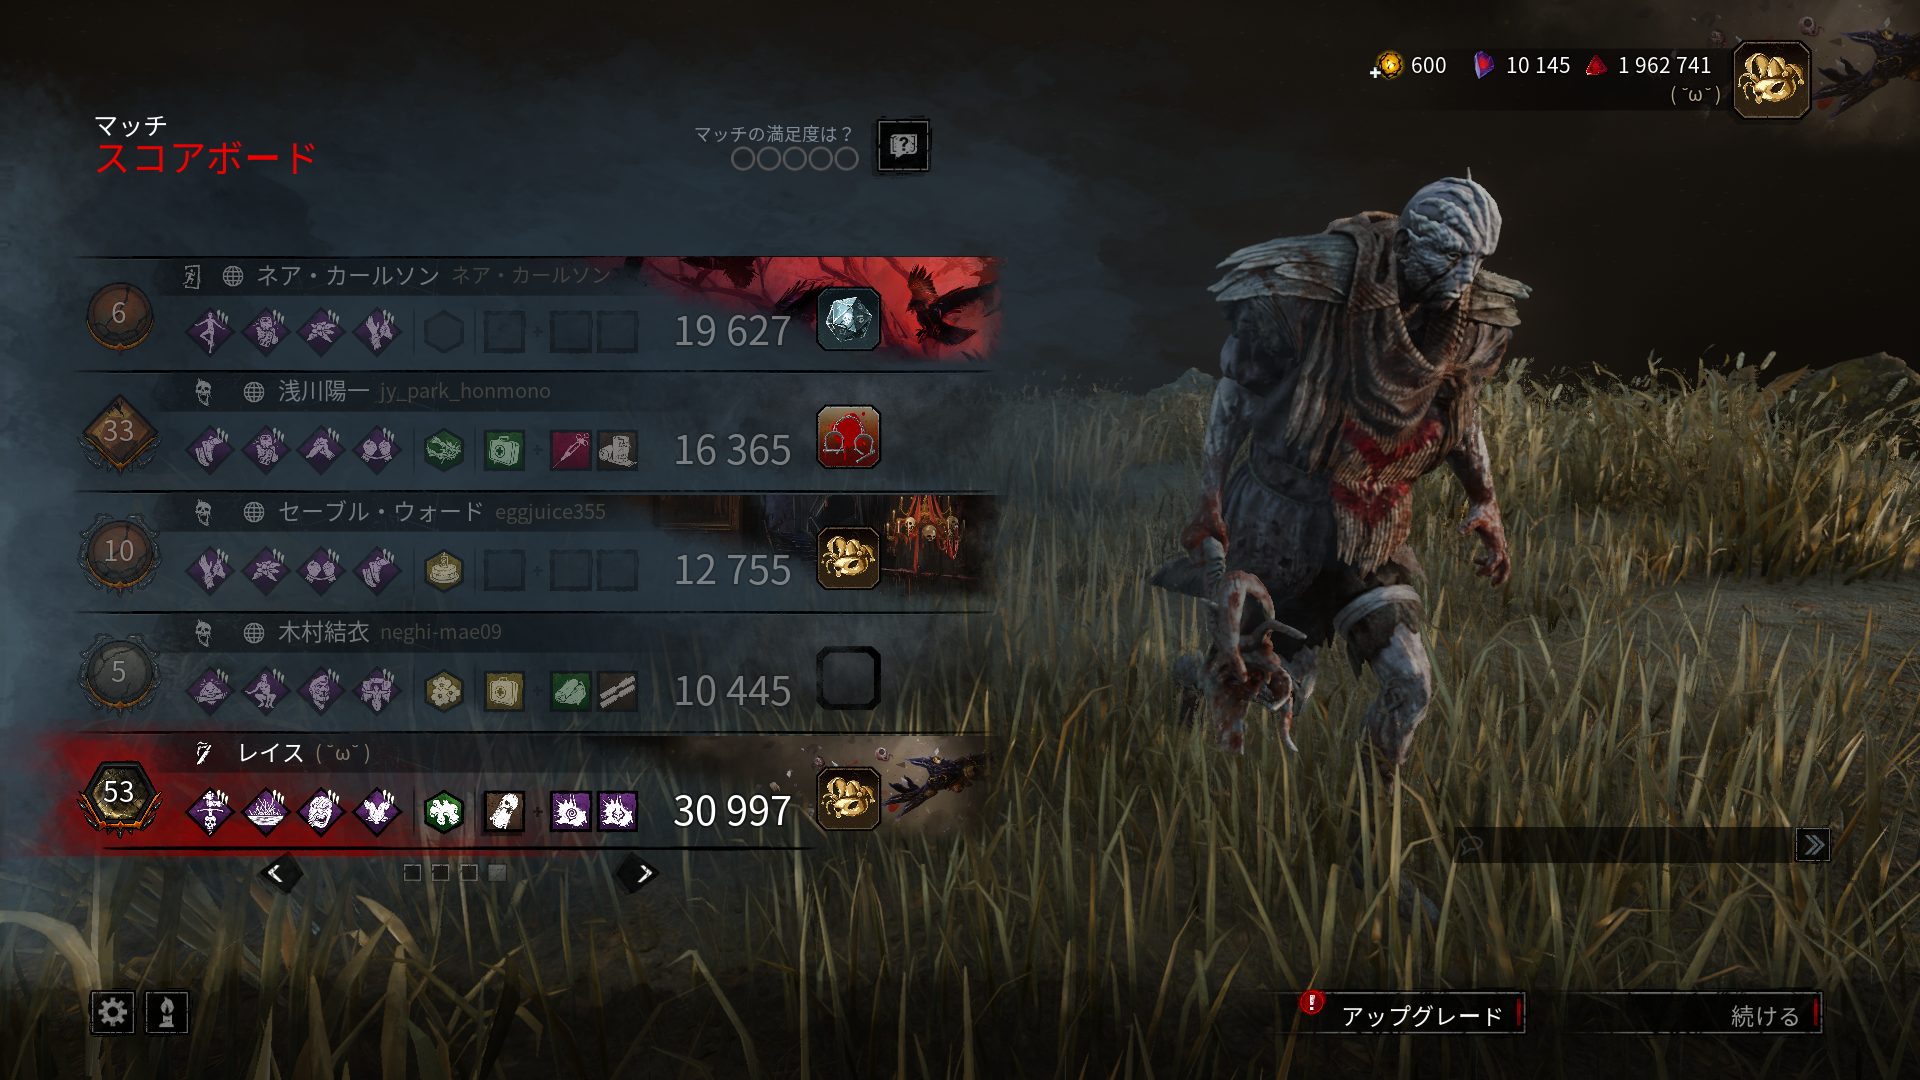 600 10 145 1 962 741
( ˘ω˘ )
マッチ
スコアボード
マッチの満足度は？
6 ネア・カールソン ネア・カールソン
19 627
33 浅川陽一 jy_park_honmono
16 365
10 セーブル・ウォード eggjuice355
12 755
5 木村結衣 neghi-mae09
10 445
53 レイス ( ˘ω˘ )
30 997
アップグレード
続ける